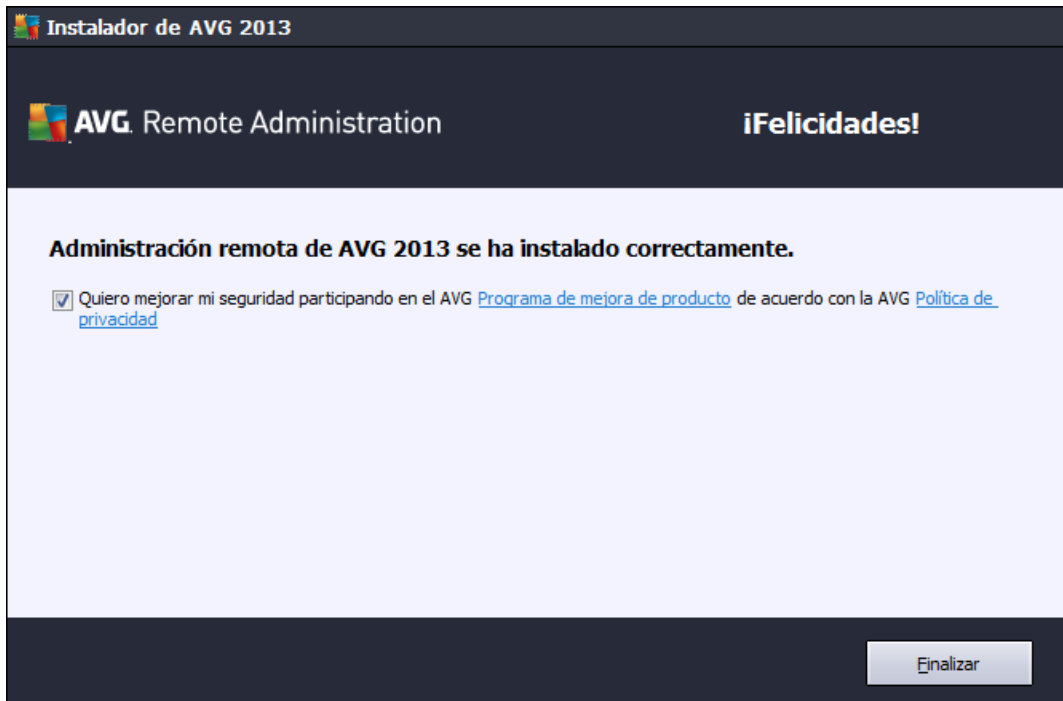 Instalador de AVG 2013
AVG. Remote Administration
¡Felicidades!
Administración remota de AVG 2013 se ha instalado correctamente.
Quiero mejorar mi seguridad participando en el AVG Programa de mejora de producto de acuerdo con la AVG Política de
privacidad
Finalizar